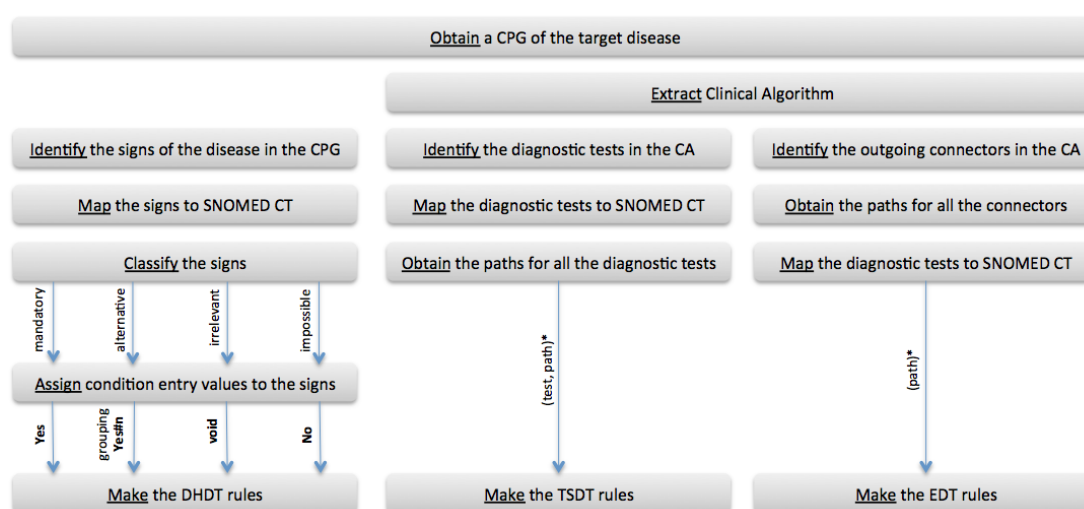 Obtain a CPG of the target disease
Extract Clinical Algorithm
Identify the signs of the disease in the CPG
Identify the diagnostic tests in the CA
Identify the outgoing connectors in the CA
Map the signs to SNOMED CT
Map the diagnostic tests to SNOMED CT
Obtain the paths for all the connectors
Classify the signs
Obtain the paths for all the diagnostic tests
Map the diagnostic tests to SNOMED CT
mandatory
alternative
irrelevant
impossible
(test, path)*
(path)*
Assign condition entry values to the signs
Yes
grouping
Yes#n
void
No
Make the DHDT rules
Make the TSDT rules
Make the EDT rules